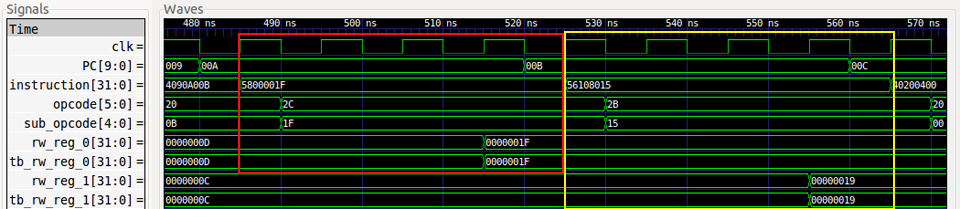 Signals Waves
Time 480 ns 490 ns 500 ns 510 ns 520 ns 530 ns 540 ns 550 ns 560 ns 570 ns
clk =
PC[9:0] = 009 00A 00B 00C
instruction[31:0] = 4090A00B 5800001F 56108015 40200400
opcode[5:0] = 20 2C 2B 20
sub_opcode[4:0] = 0B 1F 15 00
rw_reg_0[31:0] = 0000000D 0000001F
tb_rw_reg_0[31:0] = 0000000D 0000001F
rw_reg_1[31:0] = 0000000C 00000019
tb_rw_reg_1[31:0] = 0000000C 00000019